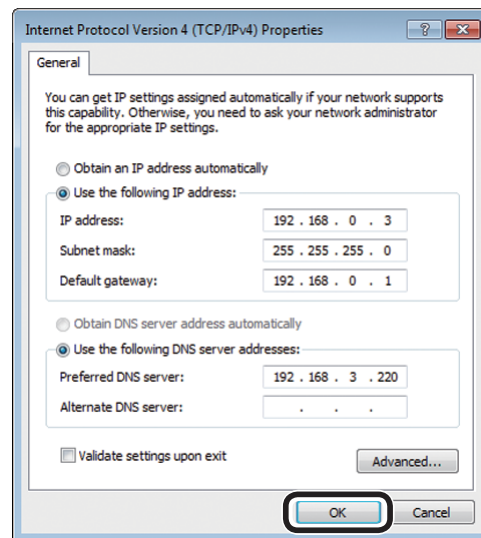 Internet Protocol Version 4 (TCP/IPv4) Properties
General
You can get IP settings assigned automatically if your network supports
this capability. Otherwise, you need to ask your network administrator
for the appropriate IP settings.
Obtain an IP address automatically
Use the following IP address:
IP address: 192 . 168 . 0 . 3
Subnet mask: 255 . 255 . 255 . 0
Default gateway: 192 . 168 . 0 . 1
Obtain DNS server address automatically
Use the following DNS server addresses:
Preferred DNS server: 192 . 168 . 3 . 220
Alternate DNS server: . . .
Validate settings upon exit
Advanced...
OK Cancel